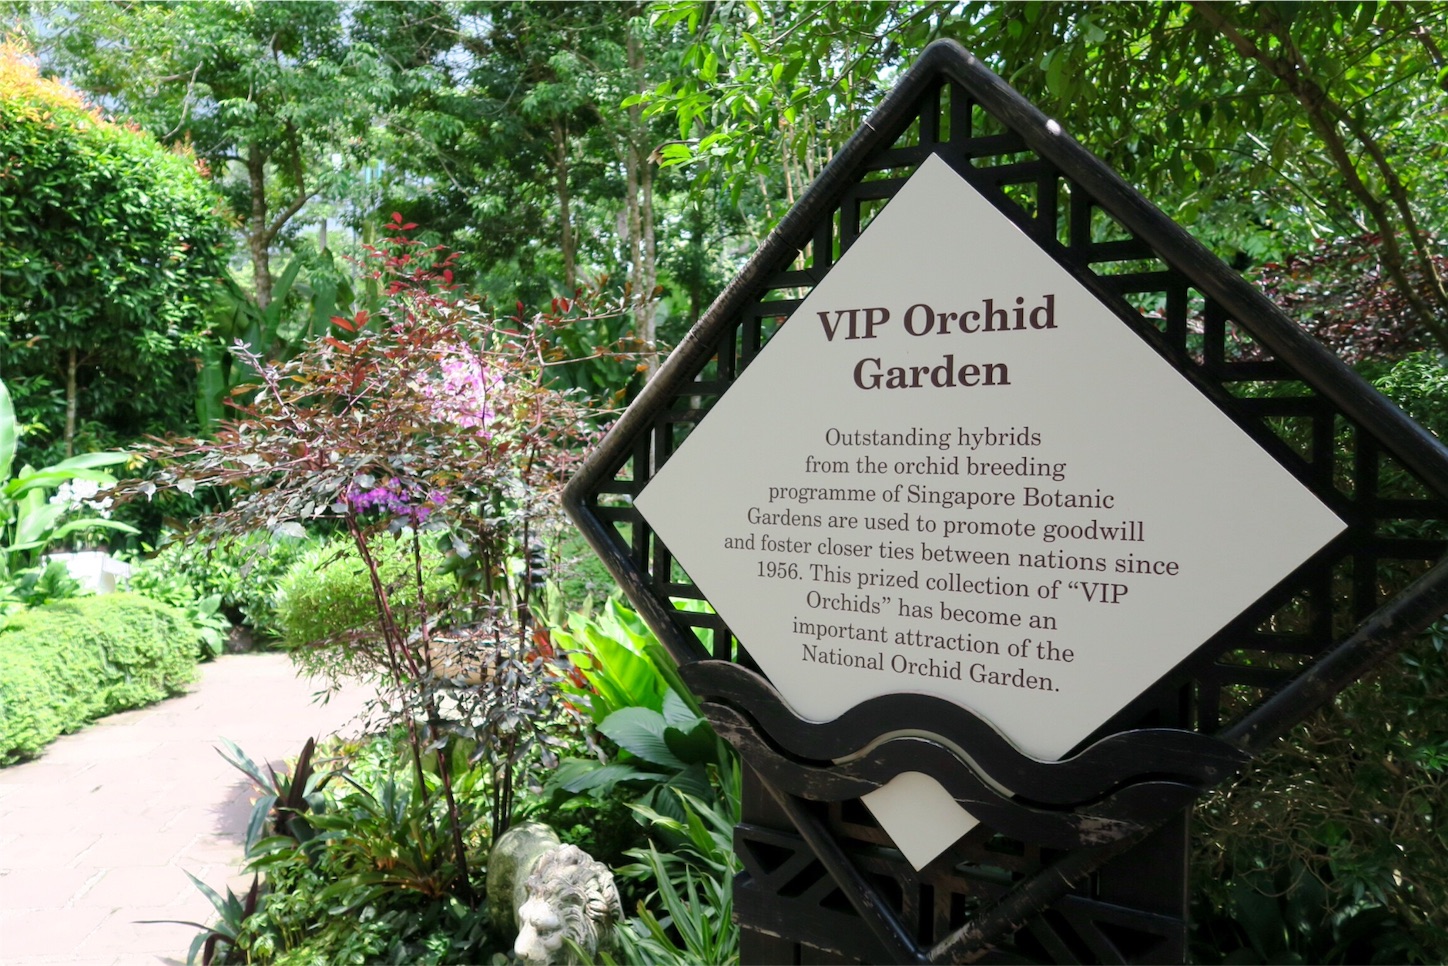 VIP Orchid
Garden
Outstanding hybrids
from the orchid breeding
programme of Singapore Botanic
Gardens are used to promote goodwill
and foster closer ties between nations since
1956. This prized collection of “VIP
Orchids” has become an
important attraction of the
National Orchid Garden.